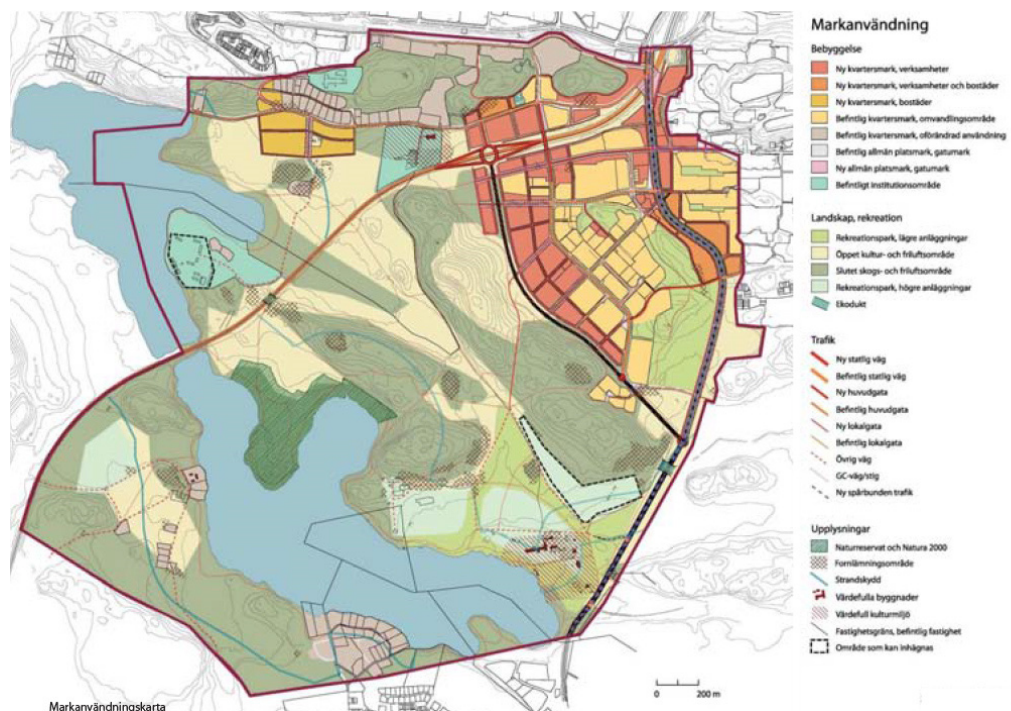 Markanvändning
Bebyggelse
Ny kvartersmark, verksamheter
Ny kvartersmark, verksamheter och bostäder
Ny kvartersmark, bostäder
Befintlig kvartersmark, omvandlingsområde
Befintlig kvartersmark, oförändrad användning
Befintlig allmän platsmark, gatumark
Ny allmän platsmark, gatumark
Befintligt institutionsområde
Landskap, rekreation
Rekreationspark, lägre anläggningar
Öppet kultur- och friluftsområde
Slutet skogs- och friluftsområde
Rekreationspark, högre anläggningar
Ekodukt
Trafik
Ny statlig väg
Befintlig statlig väg
Ny huvudgata
Befintlig huvudgata
Ny lokalgata
Befintlig lokalgata
Övrig väg
GC-väg/stig
Ny spårbunden trafik
Upplysningar
Naturreservat och Natura 2000
Fornlämningsområde
Strandskydd
Värdefulla byggnader
Värdefull kulturmiljö
Fastighetsgräns, befintlig fastighet
Område som kan inhägnas
0 200 m
Markanvändningskarta